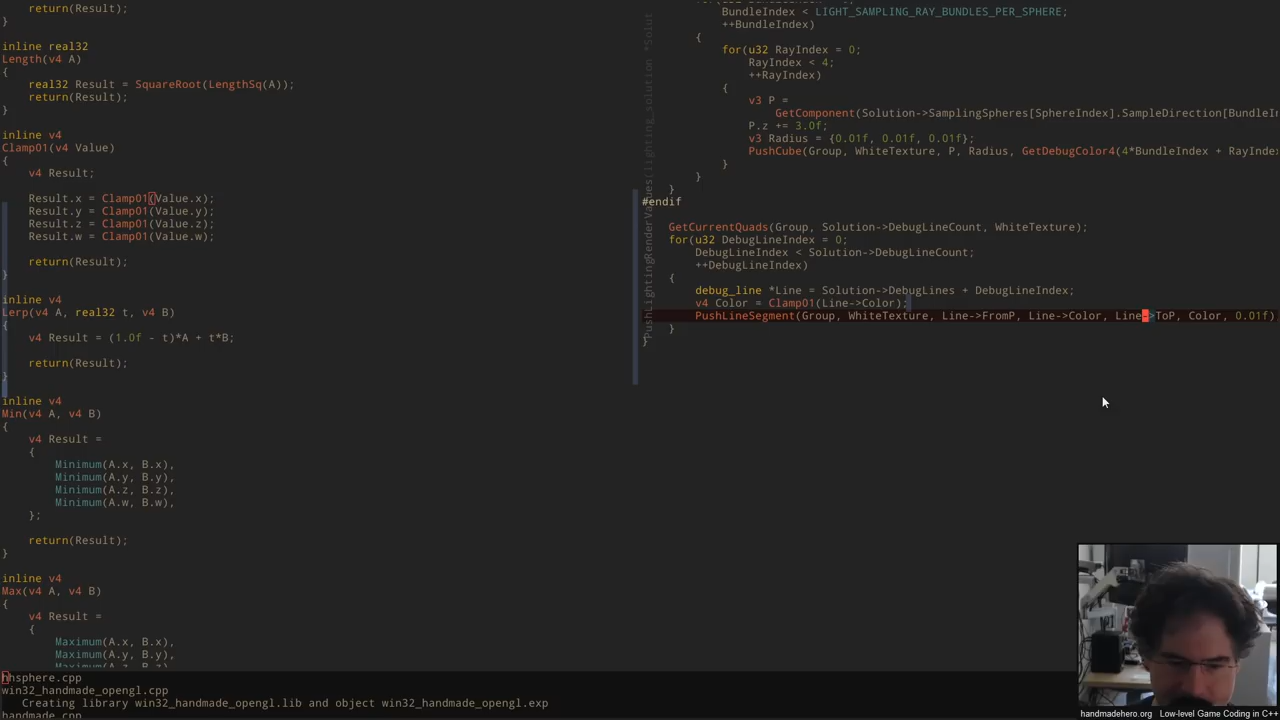 return(Result);
}
inline real32
Length(v4 A)
{
real32 Result = SquareRoot(LengthSq(A));
return(Result);
}
inline v4
Clamp01(v4 Value)
{
v4 Result;
Result.x = Clamp01(Value.x);
Result.y = Clamp01(Value.y);
Result.z = Clamp01(Value.z);
Result.w = Clamp01(Value.w);
return(Result);
}
inline v4
Lerp(v4 A, real32 t, v4 B)
{
v4 Result = (1.0f - t)*A + t*B;
return(Result);
}
inline v4
Min(v4 A, v4 B)
{
v4 Result =
{
Minimum(A.x, B.x),
Minimum(A.y, B.y),
Minimum(A.z, B.z),
Minimum(A.w, B.w),
};
return(Result);
}
inline v4
Max(v4 A, v4 B)
{
v4 Result =
{
Maximum(A.x, B.x),
Maximum(A.y, B.y),
BundleIndex < LIGHT_SAMPLING_RAY_BUNDLES_PER_SPHERE;
++BundleIndex)
{
for(u32 RayIndex = 0;
RayIndex < 4;
++RayIndex)
{
v3 P =
GetComponent(Solution->SamplingSpheres[SphereIndex].SampleDirection[BundleIn
P.z += 3.0f;
v3 Radius = {0.01f, 0.01f, 0.01f};
PushCube(Group, WhiteTexture, P, Radius, GetDebugColor4(4*BundleIndex + RayInde
}
}
}
#endif
GetCurrentQuads(Group, Solution->DebugLineCount, WhiteTexture);
for(u32 DebugLineIndex = 0;
DebugLineIndex < Solution->DebugLineCount;
++DebugLineIndex)
{
debug_line *Line = Solution->DebugLines + DebugLineIndex;
v4 Color = Clamp01(Line->Color);
PushLineSegment(Group, WhiteTexture, Line->FromP, Line->Color, Line->ToP, Color, 0.01f)
}
}
PushLightingRenderValues(lighting_solution *Solut
hhsphere.cpp
win32_handmade_opengl.cpp
Creating library win32_handmade_opengl.lib and object win32_handmade_opengl.exp
handmade.cpp
handmadehero.org Low-level Game Coding in C++